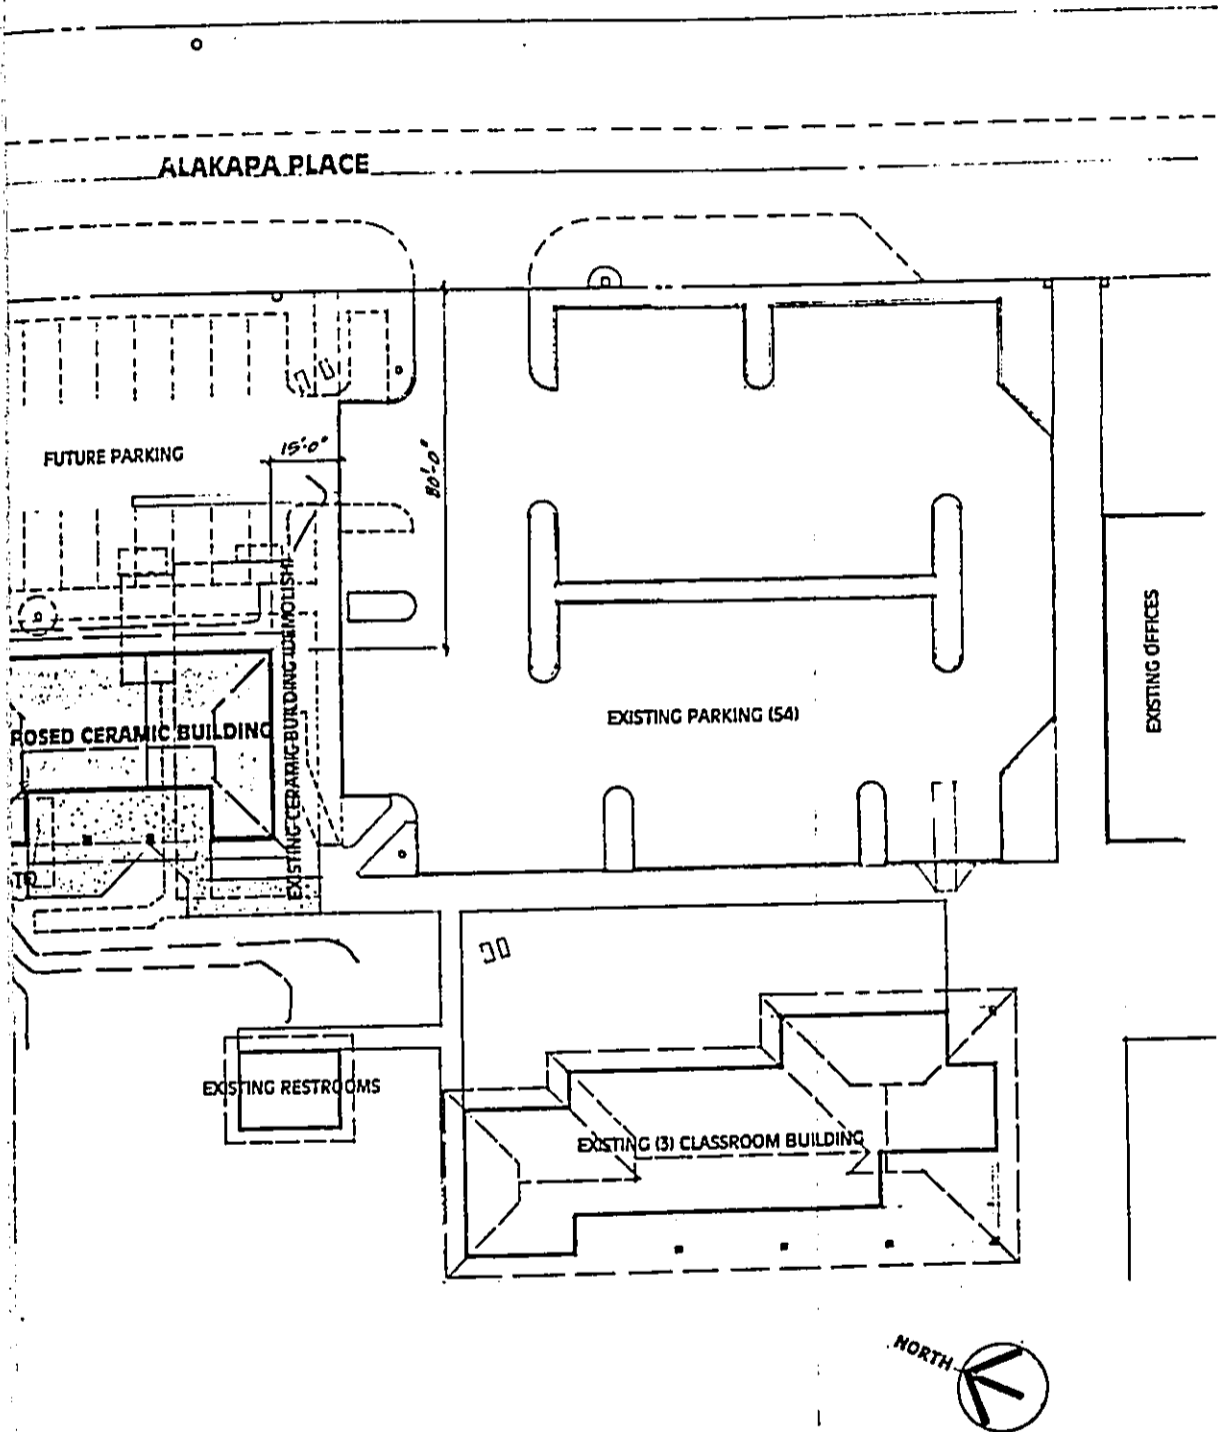 ALAKAPA PLACE
FUTURE PARKING
15'-0"
80'-0"
EXISTING CERAMIC BUILDING (DEMOLISH)
POSED CERAMIC BUILDING
EXISTING PARKING (54)
EXISTING OFFICES
EXISTING RESTROOMS
EXISTING (3) CLASSROOM BUILDING
NORTH